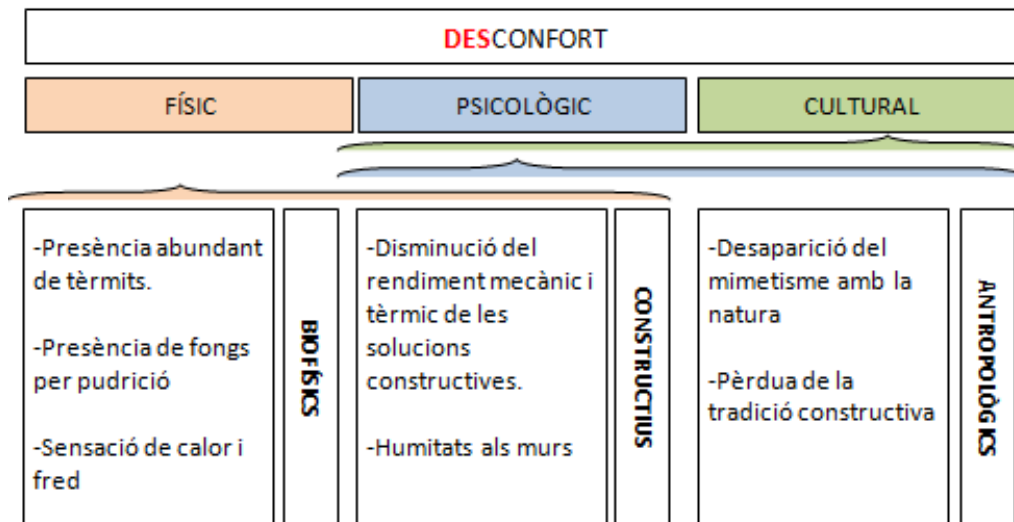 DESCONFORT
FÍSIC
PSICOLÒGIC
CULTURAL
-Presència abundant
de tèrmits.
-Presència de fongs
per pudrició
-Sensació de calor i
fred
BIOFÍSICS
-Disminució del
rendiment mecànic i
tèrmic de les
solucions
constructives.
-Humitats als murs
CONSTRUCTIUS
-Desaparició del
mimetisme amb la
natura
-Pèrdua de la
tradició constructiva
ANTROPOLÒGICS